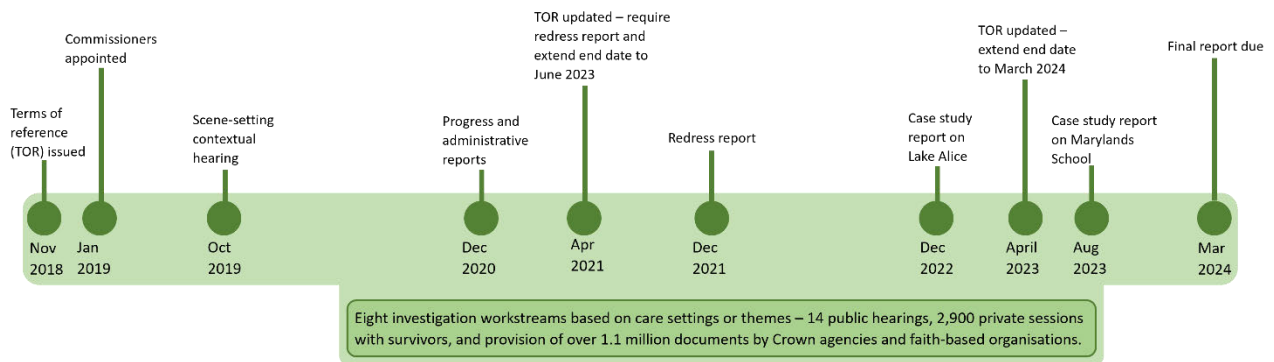 Terms of
reference
(TOR) issued
Commissioners
appointed
Scene-setting
contextual
hearing
Progress and
administrative
reports
TOR updated – require
redress report and
extend end date to
June 2023
Redress report
Case study
report on
Lake Alice
TOR updated –
extend end date
to March 2024
Case study report
on Marylands
School
Final report due
Nov
2018
Jan
2019
Oct
2019
Dec
2020
Apr
2021
Dec
2021
Dec
2022
April
2023
Aug
2023
Mar
2024
Eight investigation workstreams based on care settings or themes – 14 public hearings, 2,900 private sessions
with survivors, and provision of over 1.1 million documents by Crown agencies and faith-based organisations.